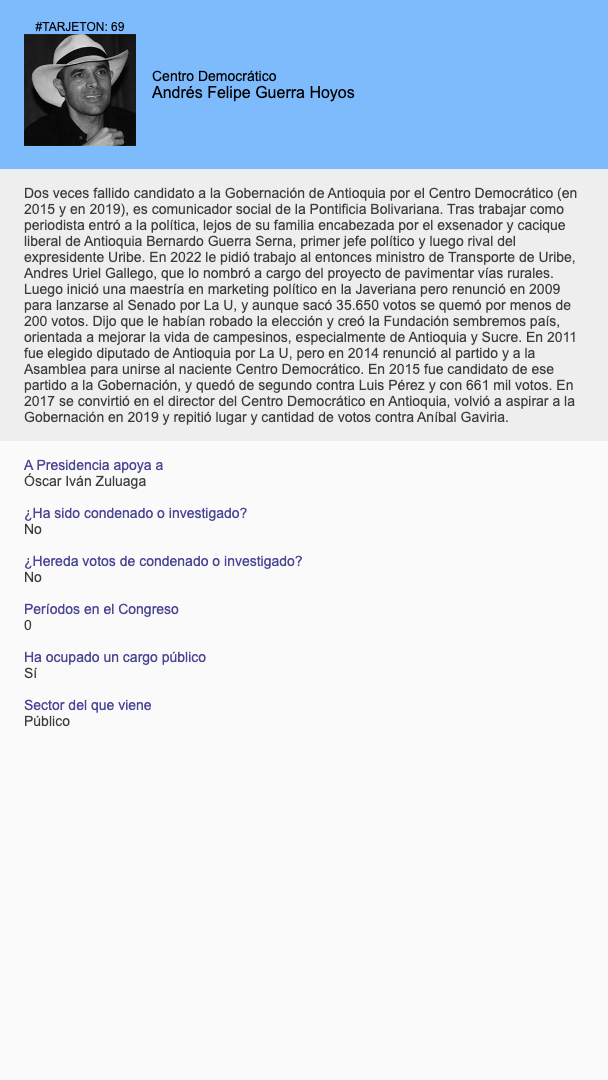 #TARJETON: 69
Centro Democrático
Andrés Felipe Guerra Hoyos
Dos veces fallido candidato a la Gobernación de Antioquia por el Centro Democrático (en
2015 y en 2019), es comunicador social de la Pontificia Bolivariana. Tras trabajar como
periodista entró a la política, lejos de su familia encabezada por el exsenador y cacique
liberal de Antioquia Bernardo Guerra Serna, primer jefe político y luego rival del
expresidente Uribe. En 2022 le pidió trabajo al entonces ministro de Transporte de Uribe,
Andres Uriel Gallego, que lo nombró a cargo del proyecto de pavimentar vías rurales.
Luego inició una maestría en marketing político en la Javeriana pero renunció en 2009
para lanzarse al Senado por La U, y aunque sacó 35.650 votos se quemó por menos de
200 votos. Dijo que le habían robado la elección y creó la Fundación sembremos país,
orientada a mejorar la vida de campesinos, especialmente de Antioquia y Sucre. En 2011
fue elegido diputado de Antioquia por La U, pero en 2014 renunció al partido y a la
Asamblea para unirse al naciente Centro Democrático. En 2015 fue candidato de ese
partido a la Gobernación, y quedó de segundo contra Luis Pérez y con 661 mil votos. En
2017 se convirtió en el director del Centro Democrático en Antioquia, volvió a aspirar a la
Gobernación en 2019 y repitió lugar y cantidad de votos contra Aníbal Gaviria.
A Presidencia apoya a
Óscar Iván Zuluaga
¿Ha sido condenado o investigado?
No
¿Hereda votos de condenado o investigado?
No
Períodos en el Congreso
0
Ha ocupado un cargo público
Sí
Sector del que viene
Público